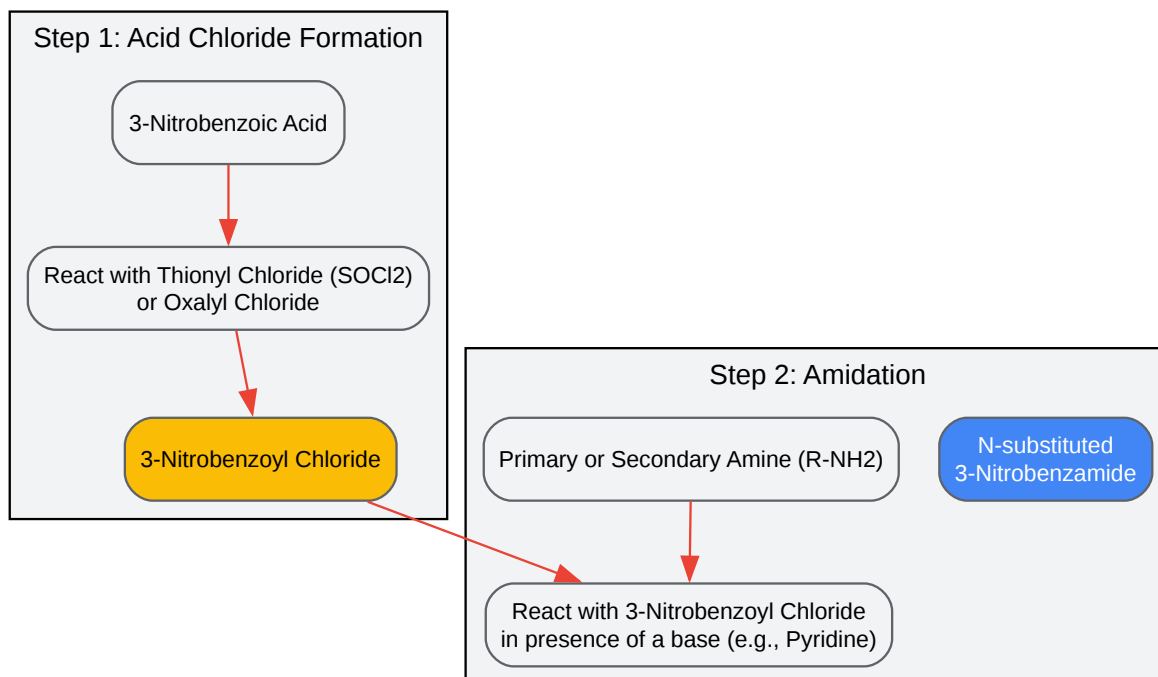 Step 1: Acid Chloride Formation
3-Nitrobenzoic Acid
React with Thionyl Chloride (SOCl2)
or Oxalyl Chloride
3-Nitrobenzoyl Chloride
Step 2: Amidation
Primary or Secondary Amine (R-NH2)
N-substituted
3-Nitrobenzamide
React with 3-Nitrobenzoyl Chloride
in presence of a base (e.g., Pyridine)